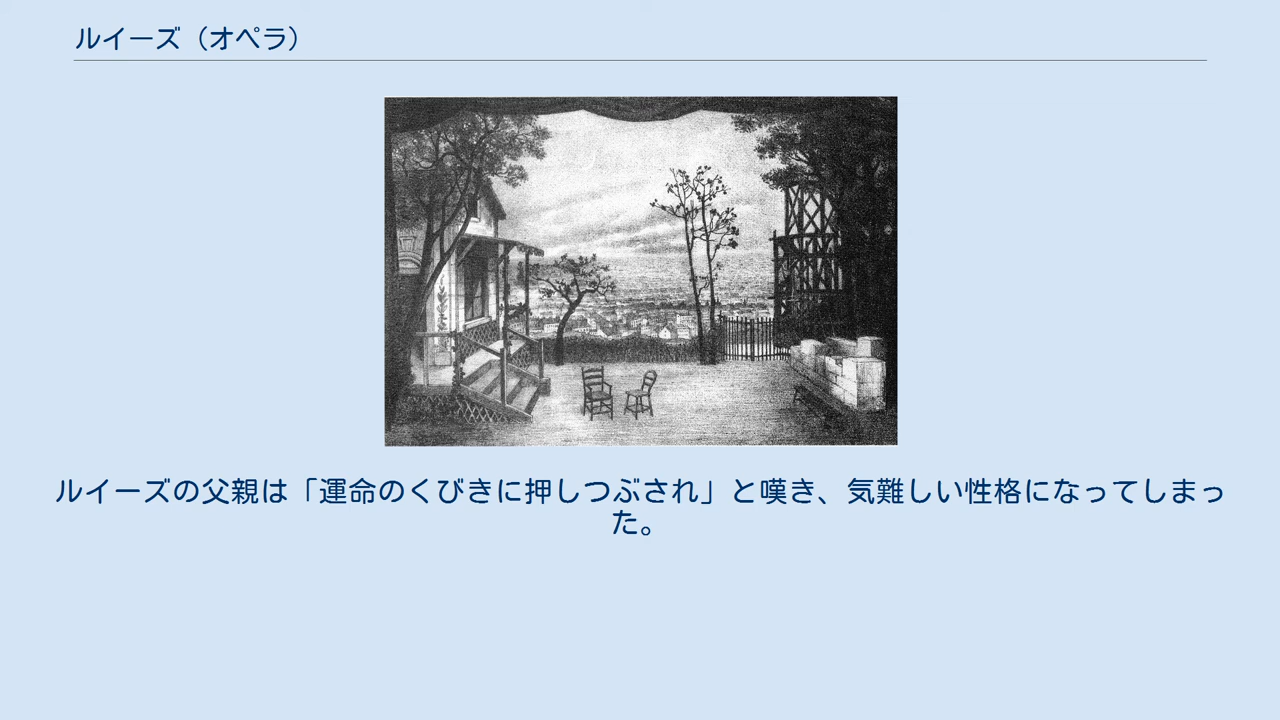 ルイーズ（オペラ）
ルイーズの父親は「運命のくびきに押しつぶされ」と嘆き、気難しい性格になってしまっ
た。